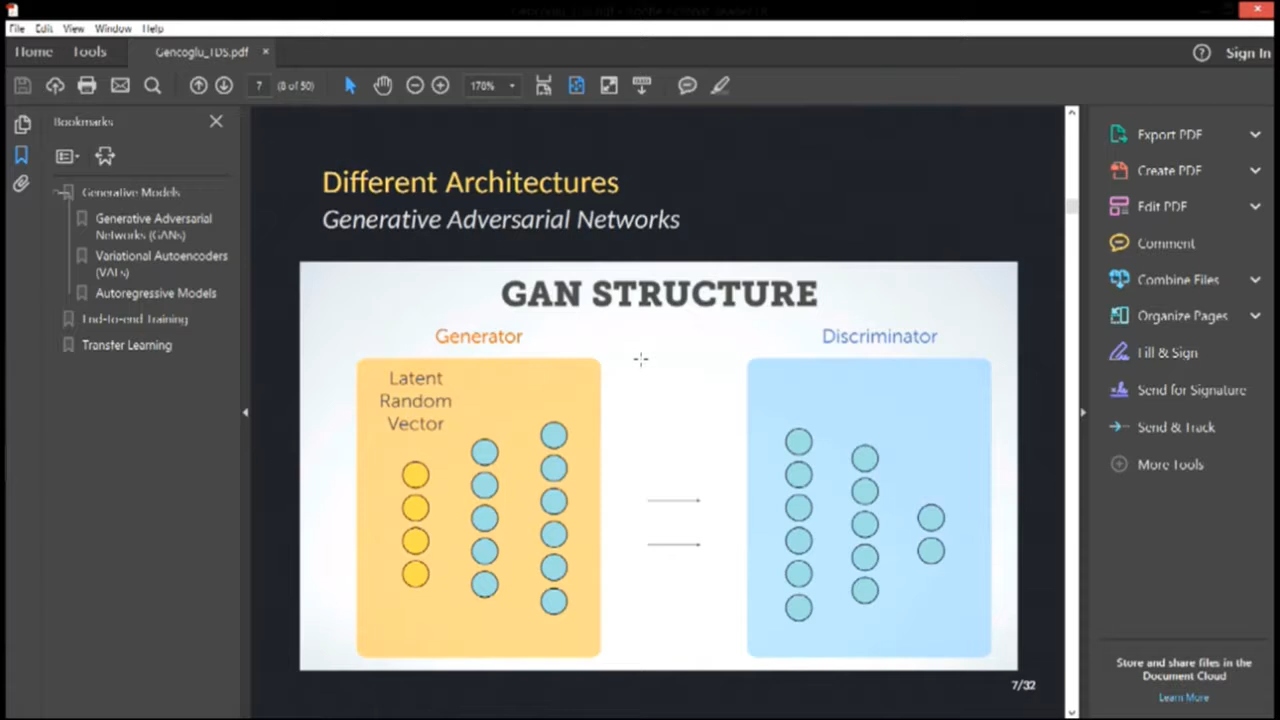 File Edit View Window Help
Home Tools Gencoglu_TDS.pdf ×
Sign In
7 (8 of 50) 178%
Bookmarks
Generative Models
Generative Adversarial
Networks (GANs)
Variational Autoencoders
(VAEs)
Autoregressive Models
End-to-end Training
Transfer Learning
Different Architectures
Generative Adversarial Networks
GAN STRUCTURE
Generator
Discriminator
Latent
Random
Vector
7/32
Export PDF
Create PDF
Edit PDF
Comment
Combine Files
Organize Pages
Fill & Sign
Send for Signature
Send & Track
More Tools
Store and share files in the
Document Cloud
Learn More